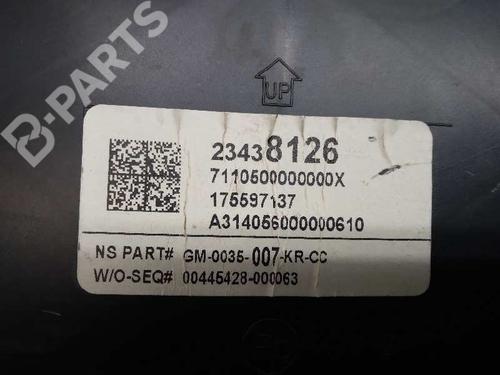 B-PARTS
UP
23438126
7110500000000X
175597137
A314056000000610
NS PART# GM-0035-007-KR-CC
W/O-SEQ# 00445428-000063